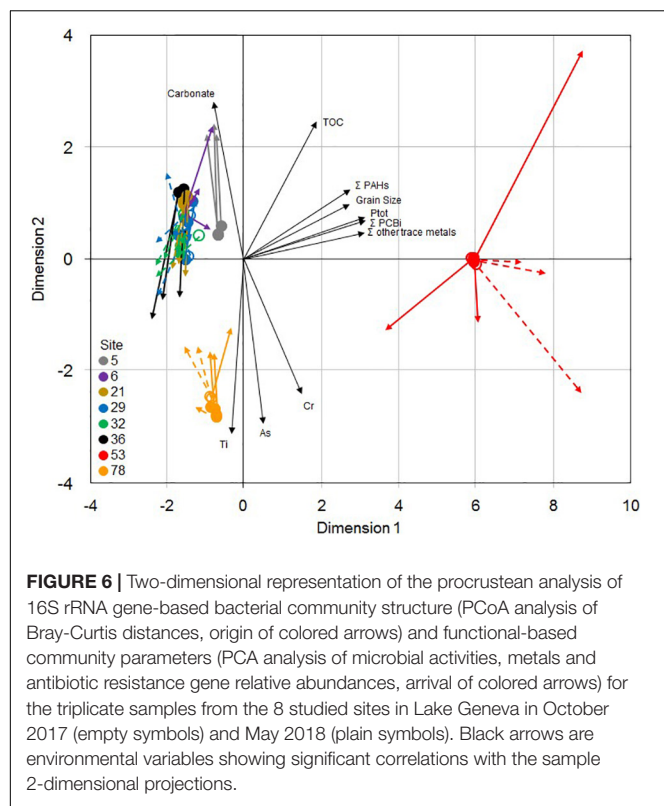 4
2
0
-2
-4
-4
-2
0
2
4
6
8
10
Dimension 2
Dimension 1
Carbonate
TOC
Σ PAHs
Grain Size
Ptot
Σ PCBi
Σ other trace metals
Cr
As
Ti
Site
5
6
21
29
32
36
53
78
FIGURE 6 | Two-dimensional representation of the procrustean analysis of
16S rRNA gene-based bacterial community structure (PCoA analysis of
Bray-Curtis distances, origin of colored arrows) and functional-based
community parameters (PCA analysis of microbial activities, metals and
antibiotic resistance gene relative abundances, arrival of colored arrows) for
the triplicate samples from the 8 studied sites in Lake Geneva in October
2017 (empty symbols) and May 2018 (plain symbols). Black arrows are
environmental variables showing significant correlations with the sample
2-dimensional projections.